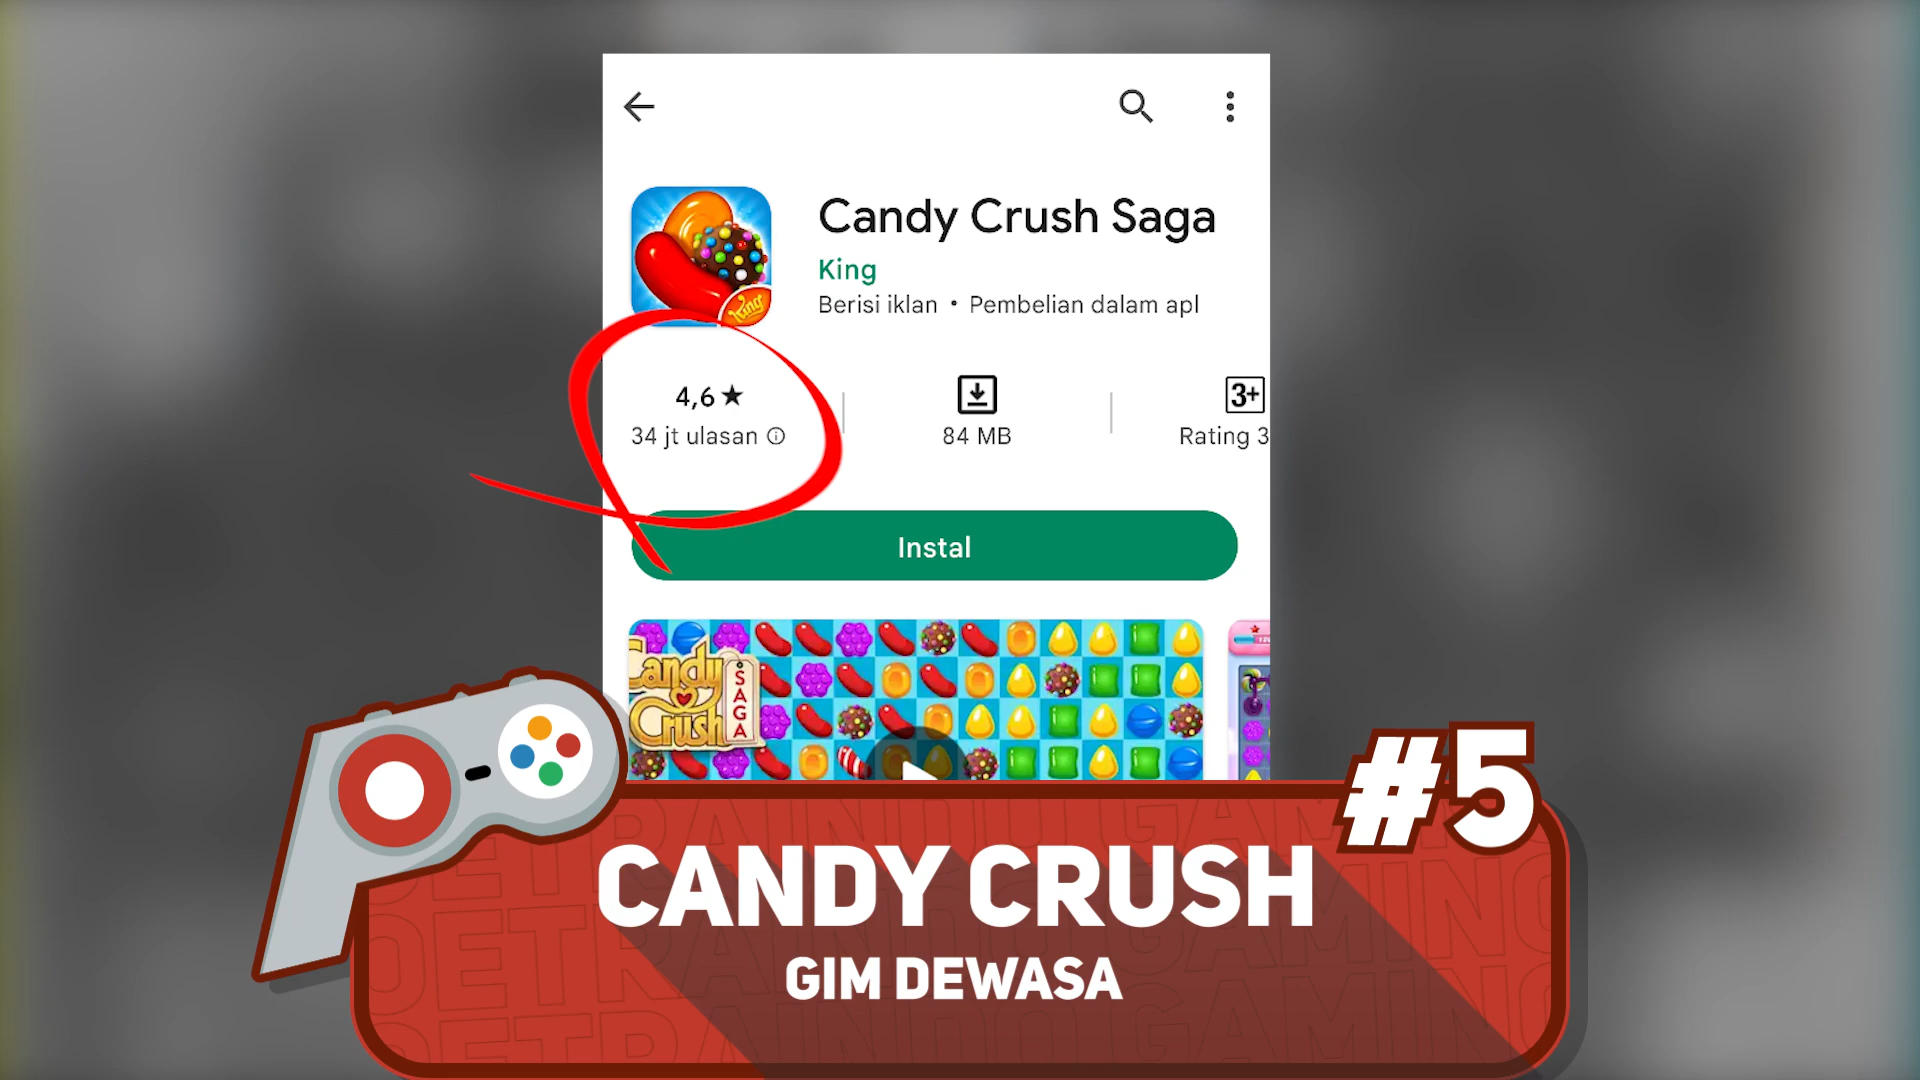 Candy Crush Saga
King
Berisi iklan • Pembelian dalam apl
King
4,6 ★
34 jt ulasan
84 MB
3+
Rating 3
Instal
Candy
Crush
SAGA
#5
CANDY CRUSH
GIM DEWASA